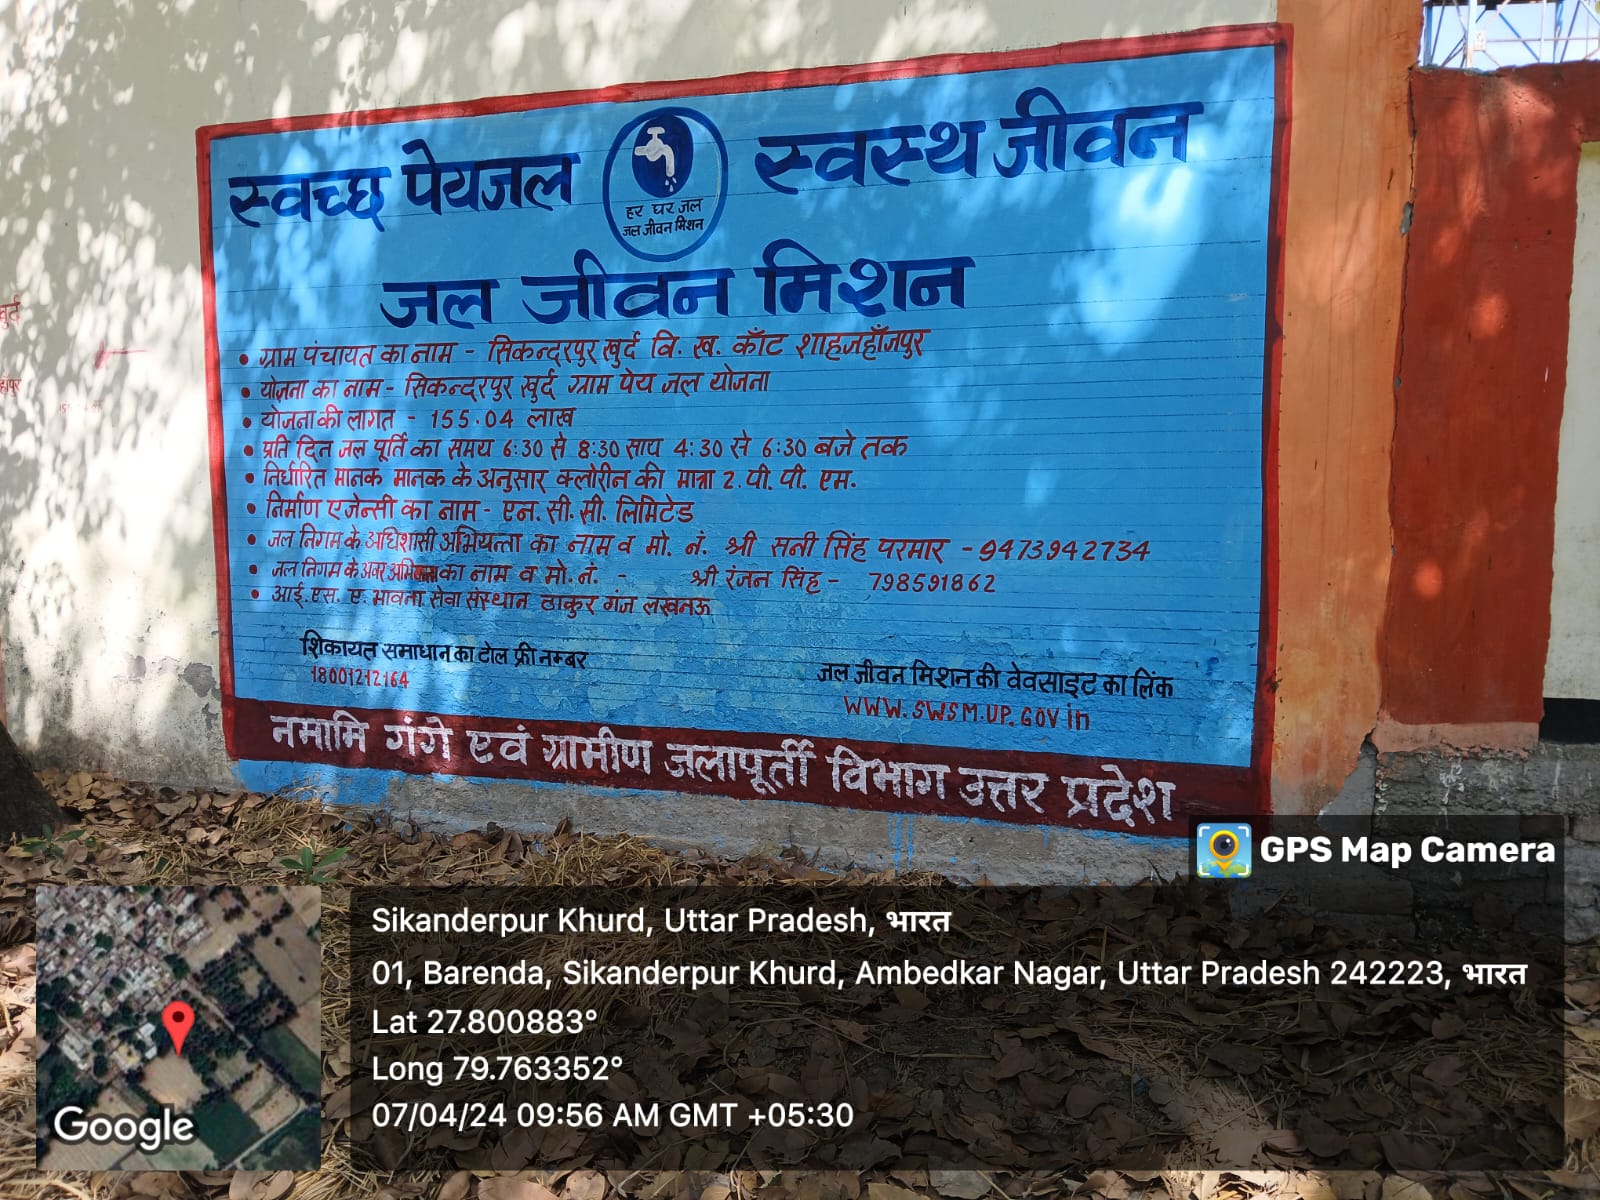 स्वच्छ पेयजल
हर घर जल
जल जीवन मिशन
स्वस्थ जीवन
जल जीवन मिशन
• ग्राम पंचायत का नाम - सिकन्दरपुर खुर्द वि. ख. काँट शाहजहाँजपुर
• योजना का नाम - सिकन्दरपुर खुर्द ग्राम पेय जल योजना
• योजना की लागत - 155.04 लाख
• प्रति दिन जल पूर्ति का समय 6:30 से 8:30 साय 4:30 से 6:30 बजे तक
• निर्धारित मानक मानक के अनुसार क्लोरीन की मात्रा 2. पी. पी. एम.
• निर्माण एजेन्सी का नाम - एन. सी. सी. लिमिटेड
• जल निगम के अधिशासी अभियन्ता का नाम व मो. नं. श्री सनी सिंह परमार - 9473942734
• जल निगम के अवर का नाम व मो. नं. - श्री रंजन सिंह - 798591862
• आई. एस. ए. भावना सेवा संस्थान ठाकुर गंज लखनऊ
शिकायत समाधान का टोल फ्री नम्बर
18001212164
जल जीवन मिशन की वेवसाइट का लिंक
WWW.SWSM.UP.GOV in
नमामि गंगे एवं ग्रामीण जलापूर्ती विभाग उत्तर प्रदेश
GPS Map Camera
Sikanderpur Khurd, Uttar Pradesh, भारत
01, Barenda, Sikanderpur Khurd, Ambedkar Nagar, Uttar Pradesh 242223, भारत
Lat 27.800883°
Long 79.763352°
07/04/24 09:56 AM GMT +05:30
Google